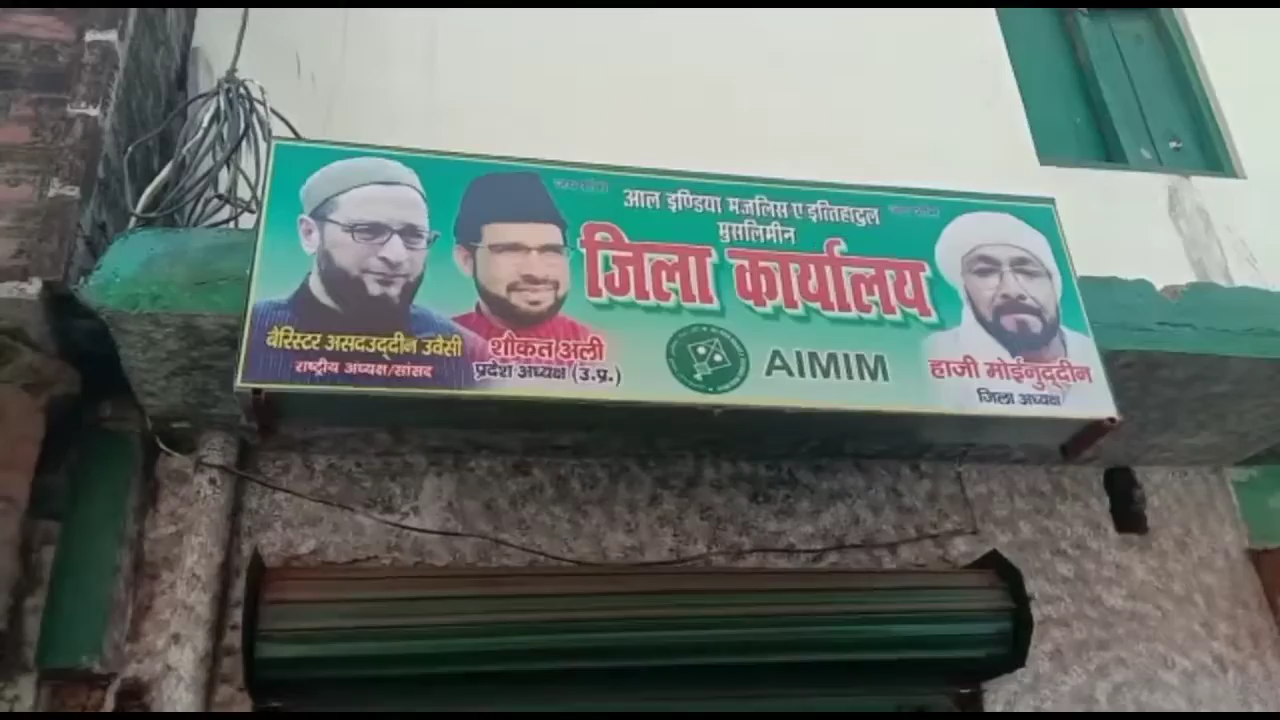 आल इण्डिया मजलिस ए इत्तिहादुल
मुसलिमीन
जिला कार्यालय
AIMIM
बैरिस्टर असदउद्दीन उवैसी
राष्ट्रीय अध्यक्ष/सांसद
शौकत अली
प्रदेश अध्यक्ष (उ.प्र.)
हाजी मोईनुद्दीन
जिला अध्यक्ष